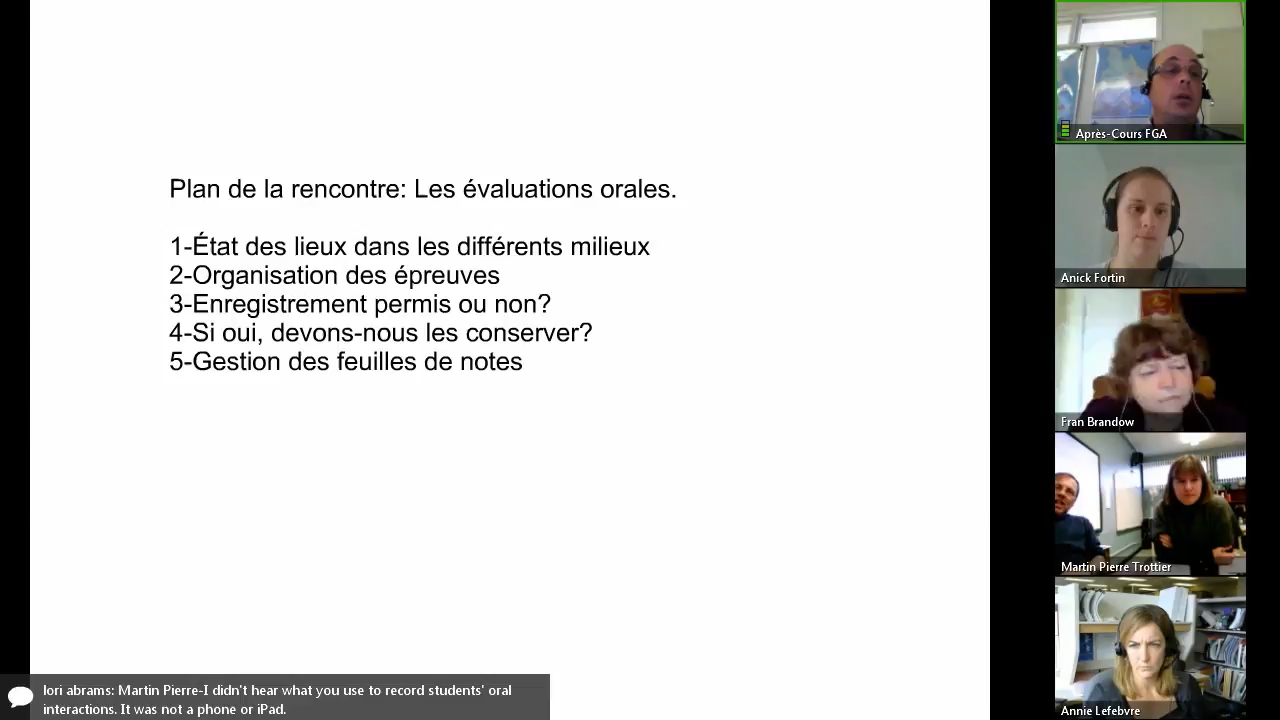 Plan de la rencontre: Les évaluations orales.
1-État des lieux dans les différents milieux
2-Organisation des épreuves
3-Enregistrement permis ou non?
4-Si oui, devons-nous les conserver?
5-Gestion des feuilles de notes
Après-Cours FGA
Anick Fortin
Fran Brandow
Martin Pierre Trottier
Annie Lefebvre
lori abrams: Martin Pierre-I didn't hear what you use to record students' oral
interactions. It was not a phone or iPad.